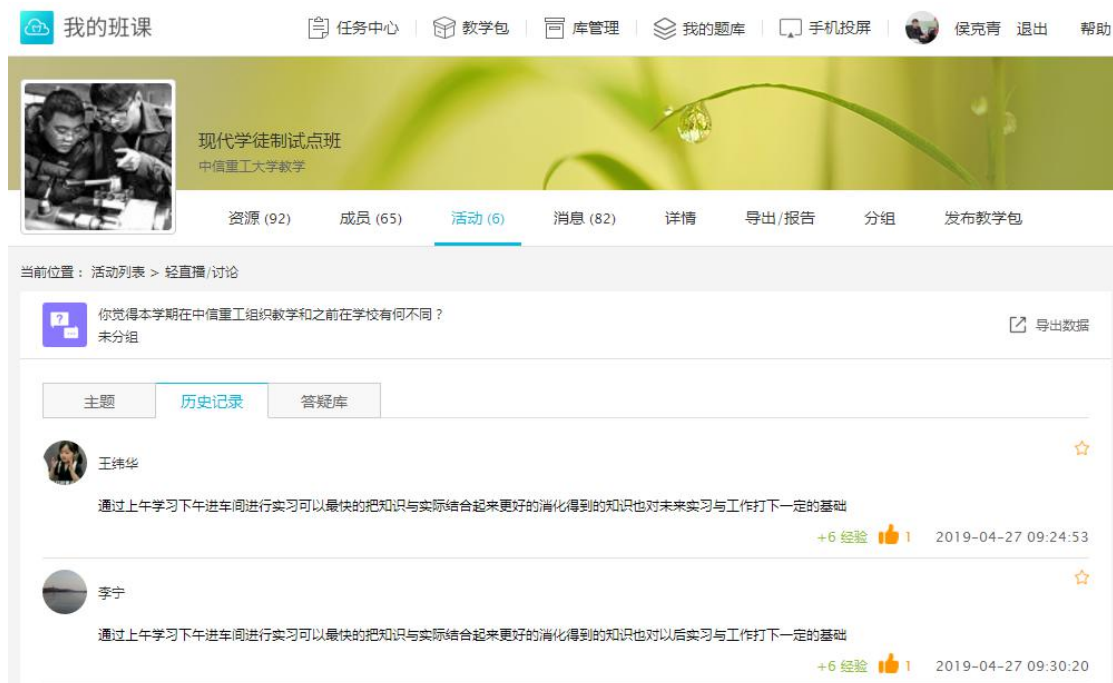 我的班课 任务中心 教学包 库管理 我的题库 手机投屏 侯克青 退出 帮助
现代学徒制试点班
中信重工大学教学
资源 (92) 成员 (65) 活动 (6) 消息 (82) 详情 导出/报告 分组 发布教学包
当前位置： 活动列表 > 轻直播/讨论
你觉得本学期在中信重工组织教学和之前在学校有何不同？
未分组 导出数据
主题 历史记录 答疑库
王纬华
通过上午学习下午进车间进行实习可以最快的把知识与实际结合起来更好的消化得到的知识也对未来实习与工作打下一定的基础
+6 经验 1 2019-04-27 09:24:53
李宁
通过上午学习下午进车间进行实习可以最快的把知识与实际结合起来更好的消化得到的知识也对以后实习与工作打下一定的基础
+6 经验 1 2019-04-27 09:30:20